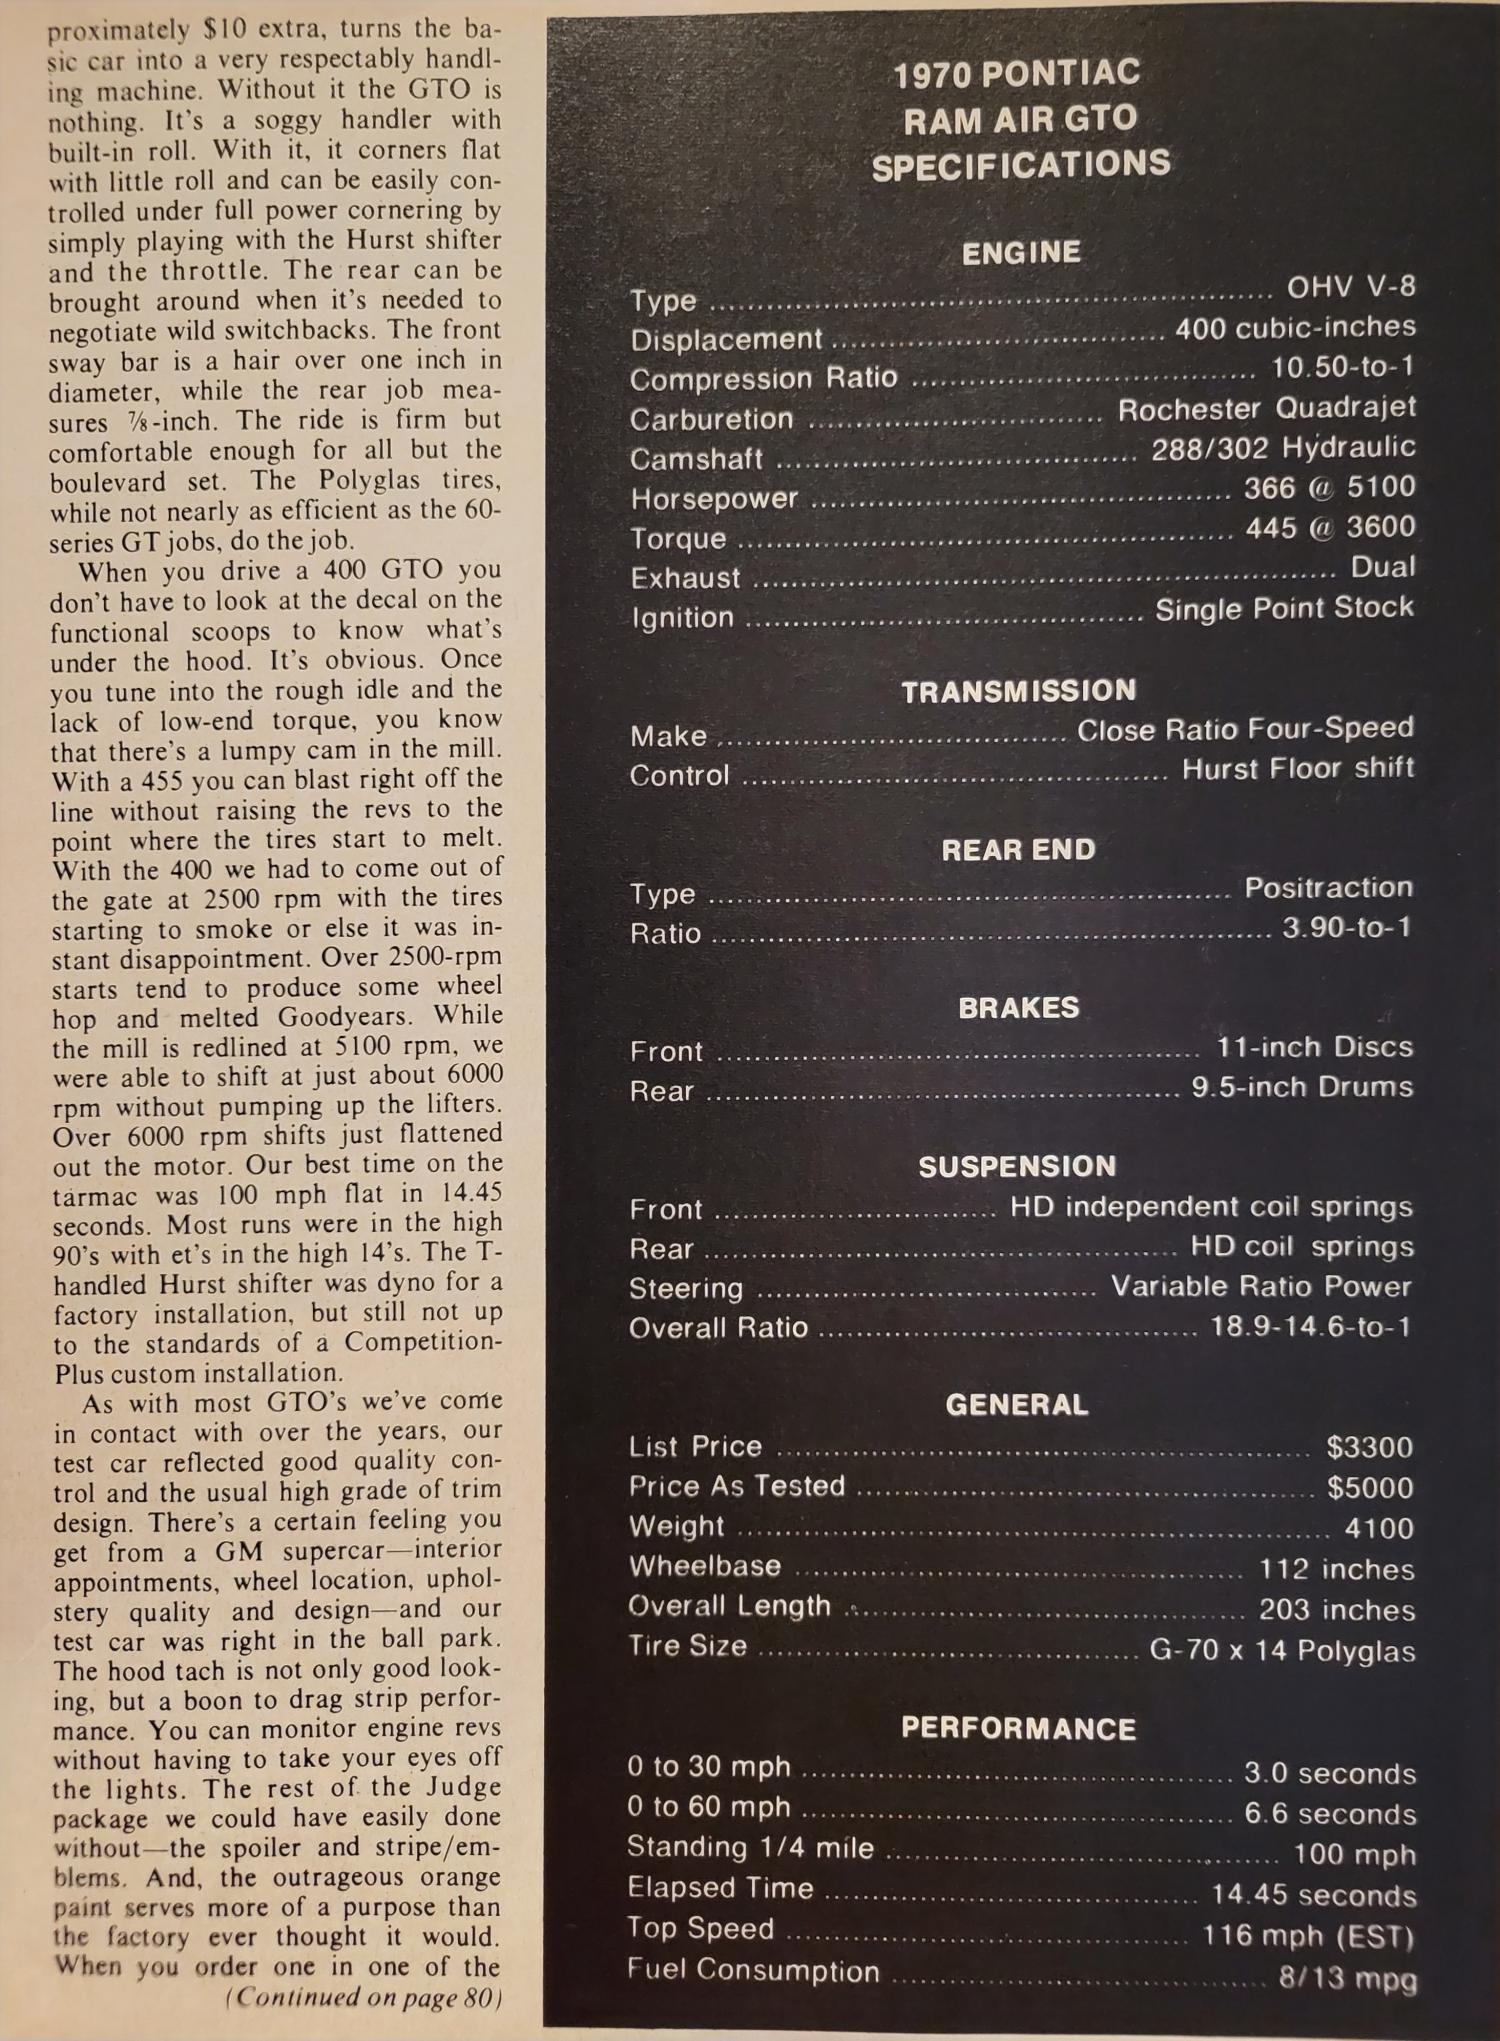 proximately $10 extra, turns the ba-
sic car into a very respectably handl-
ing machine. Without it the GTO is
nothing. It's a soggy handler with
built-in roll. With it, it corners flat
with little roll and can be easily con-
trolled under full power cornering by
simply playing with the Hurst shifter
and the throttle. The rear can be
brought around when it's needed to
negotiate wild switchbacks. The front
sway bar is a hair over one inch in
diameter, while the rear job mea-
sures ⅞-inch. The ride is firm but
comfortable enough for all but the
boulevard set. The Polyglas tires,
while not nearly as efficient as the 60-
series GT jobs, do the job.
When you drive a 400 GTO you
don't have to look at the decal on the
functional scoops to know what's
under the hood. It's obvious. Once
you tune into the rough idle and the
lack of low-end torque, you know
that there's a lumpy cam in the mill.
With a 455 you can blast right off the
line without raising the revs to the
point where the tires start to melt.
With the 400 we had to come out of
the gate at 2500 rpm with the tires
starting to smoke or else it was in-
stant disappointment. Over 2500-rpm
starts tend to produce some wheel
hop and melted Goodyears. While
the mill is redlined at 5100 rpm, we
were able to shift at just about 6000
rpm without pumping up the lifters.
Over 6000 rpm shifts just flattened
out the motor. Our best time on the
tarmac was 100 mph flat in 14.45
seconds. Most runs were in the high
90's with et's in the high 14's. The T-
handled Hurst shifter was dyno for a
factory installation, but still not up
to the standards of a Competition-
Plus custom installation.
As with most GTO's we've come
in contact with over the years, our
test car reflected good quality con-
trol and the usual high grade of trim
design. There's a certain feeling you
get from a GM supercar—interior
appointments, wheel location, uphol-
stery quality and design—and our
test car was right in the ball park.
The hood tach is not only good look-
ing, but a boon to drag strip perfor-
mance. You can monitor engine revs
without having to take your eyes off
the lights. The rest of the Judge
package we could have easily done
without—the spoiler and stripe/em-
blems. And, the outrageous orange
paint serves more of a purpose than
the factory ever thought it would.
When you order one in one of the
(Continued on page 80)
1970 PONTIAC
RAM AIR GTO
SPECIFICATIONS
ENGINE
Type ........ OHV V-8
Displacement ........ 400 cubic-inches
Compression Ratio ........ 10.50-to-1
Carburetion ........ Rochester Quadrajet
Camshaft ........ 288/302 Hydraulic
Horsepower ........ 366 @ 5100
Torque ........ 445 @ 3600
Exhaust ........ Dual
Ignition ........ Single Point Stock
TRANSMISSION
Make ........ Close Ratio Four-Speed
Control ........ Hurst Floor shift
REAR END
Type ........ Positraction
Ratio ........ 3.90-to-1
BRAKES
Front ........ 11-inch Discs
Rear ........ 9.5-inch Drums
SUSPENSION
Front ........ HD independent coil springs
Rear ........ HD coil springs
Steering ........ Variable Ratio Power
Overall Ratio ........ 18.9-14.6-to-1
GENERAL
List Price ........ $3300
Price As Tested ........ $5000
Weight ........ 4100
Wheelbase ........ 112 inches
Overall Length ........ 203 inches
Tire Size ........ G-70 x 14 Polyglas
PERFORMANCE
0 to 30 mph ........ 3.0 seconds
0 to 60 mph ........ 6.6 seconds
Standing 1/4 mile ........ 100 mph
Elapsed Time ........ 14.45 seconds
Top Speed ........ 116 mph (EST)
Fuel Consumption ........ 8/13 mpg